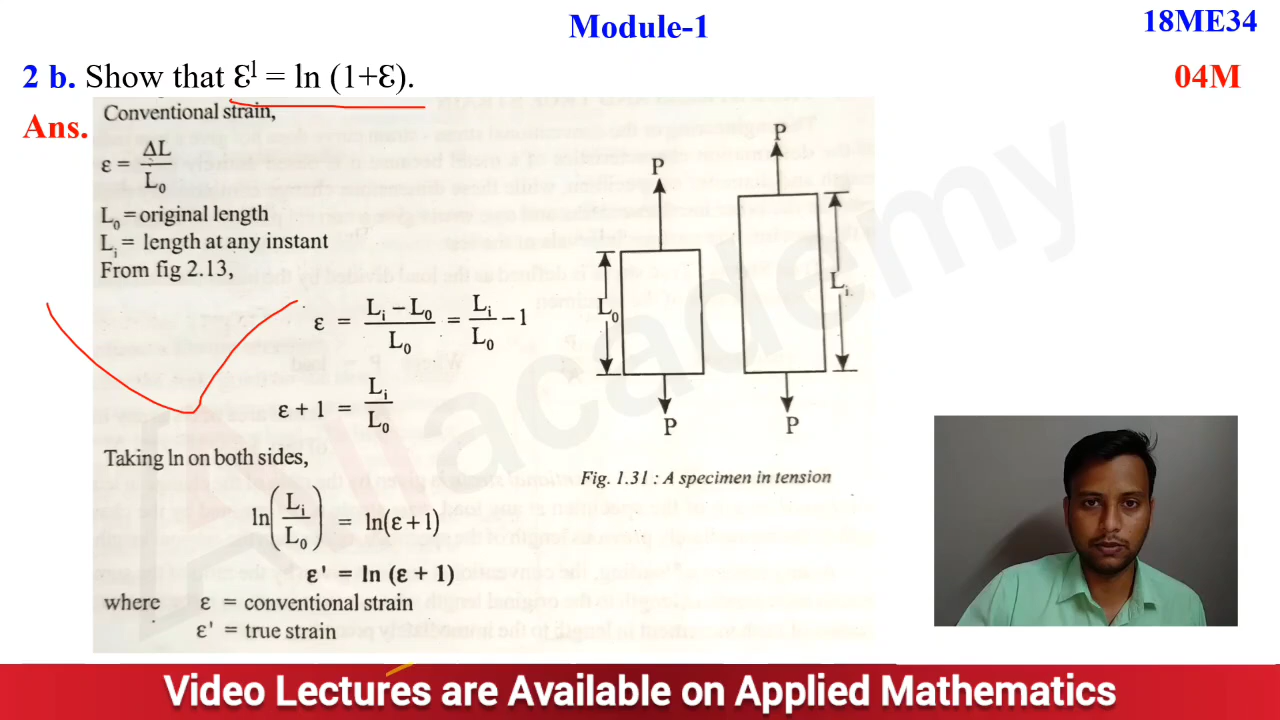 Module-1
18ME34
2 b. Show that Ɛˡ = ln (1+Ɛ).
04M
Ans.
Conventional strain,
ε = ΔL / L₀
L₀ = original length
Lᵢ = length at any instant
From fig 2.13,
ε = (Lᵢ – L₀) / L₀ = Lᵢ / L₀ – 1
ε + 1 = Lᵢ / L₀
Taking ln on both sides,
ln(Lᵢ / L₀) = ln(ε + 1)
ε' = ln (ε + 1)
where ε = conventional strain
ε' = true strain
P
P
L₀
Lᵢ
P
P
Fig. 1.31 : A specimen in tension
academy
Video Lectures are Available on Applied Mathematics